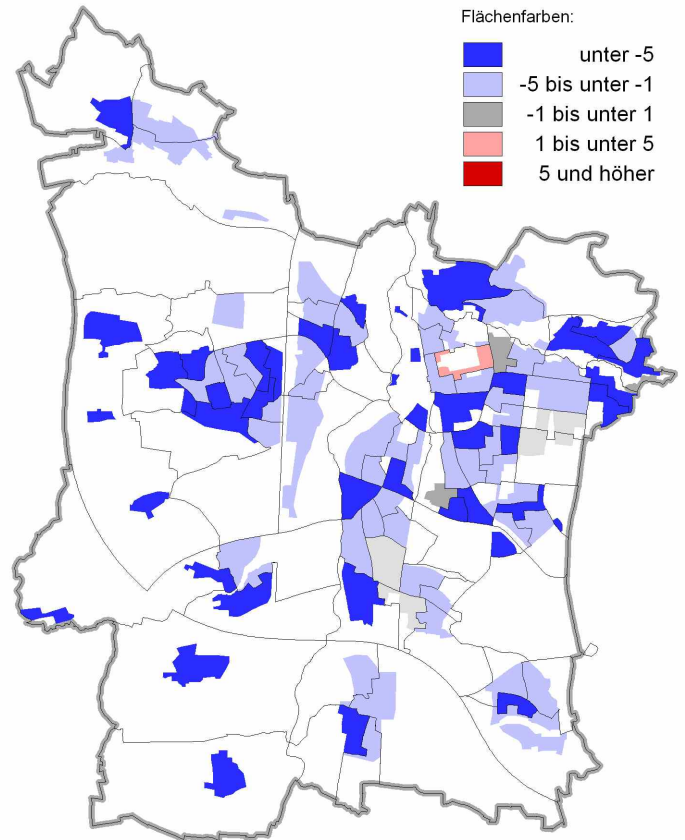 Flächenfarben:
unter -5
-5 bis unter -1
-1 bis unter 1
1 bis unter 5
5 und höher